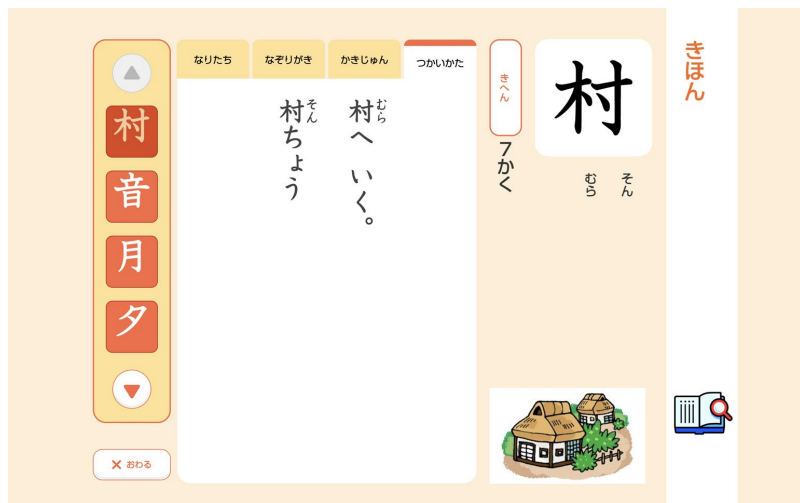 きほん
村
そん
むら
きへん
7かく
つかいかた
かきじゅん
なぞりがき
なりたち
村むらへ いく。
村そんちょう
村
音
月
夕
× おわる